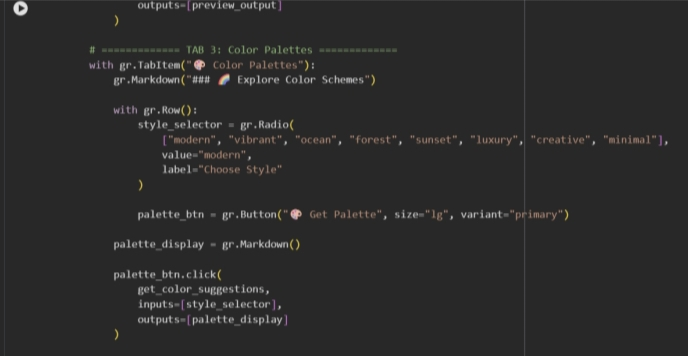 outputs=[preview_output]
)
# ============= TAB 3: Color Palettes =============
with gr.TabItem("🎨 Color Palettes"):
gr.Markdown("### 🌈 Explore Color Schemes")
with gr.Row():
style_selector = gr.Radio(
["modern", "vibrant", "ocean", "forest", "sunset", "luxury", "creative", "minimal"],
value="modern",
label="Choose Style"
)
palette_btn = gr.Button("🎨 Get Palette", size="lg", variant="primary")
palette_display = gr.Markdown()
palette_btn.click(
get_color_suggestions,
inputs=[style_selector],
outputs=[palette_display]
)